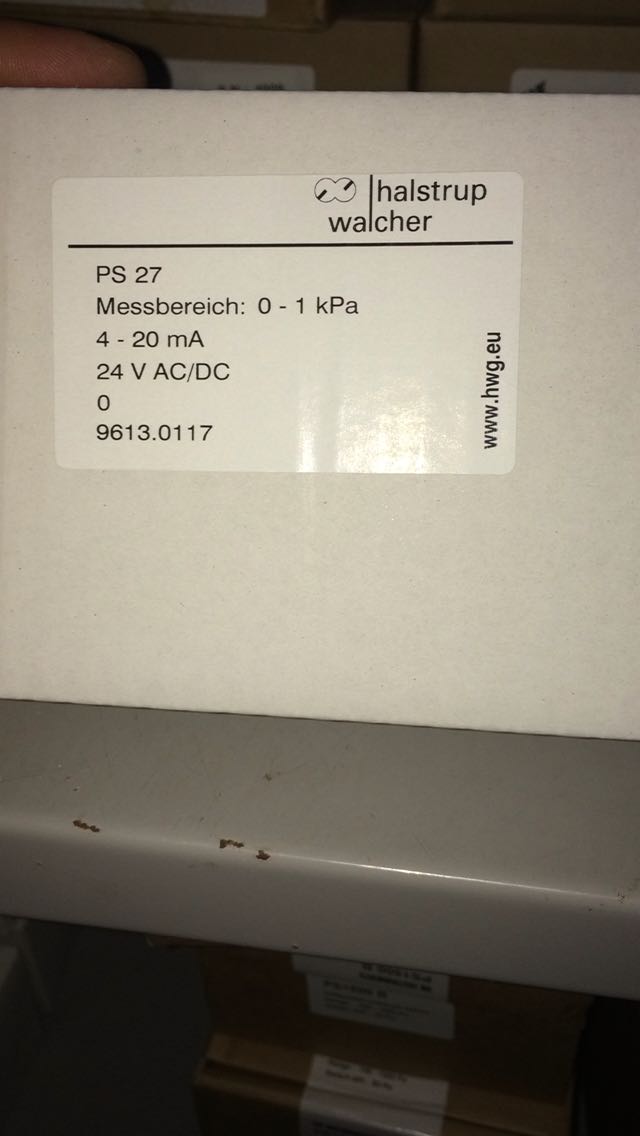 halstrup
walcher
PS 27
Messbereich: 0 - 1 kPa
4 - 20 mA
24 V AC/DC
0
9613.0117
www.hwg.eu